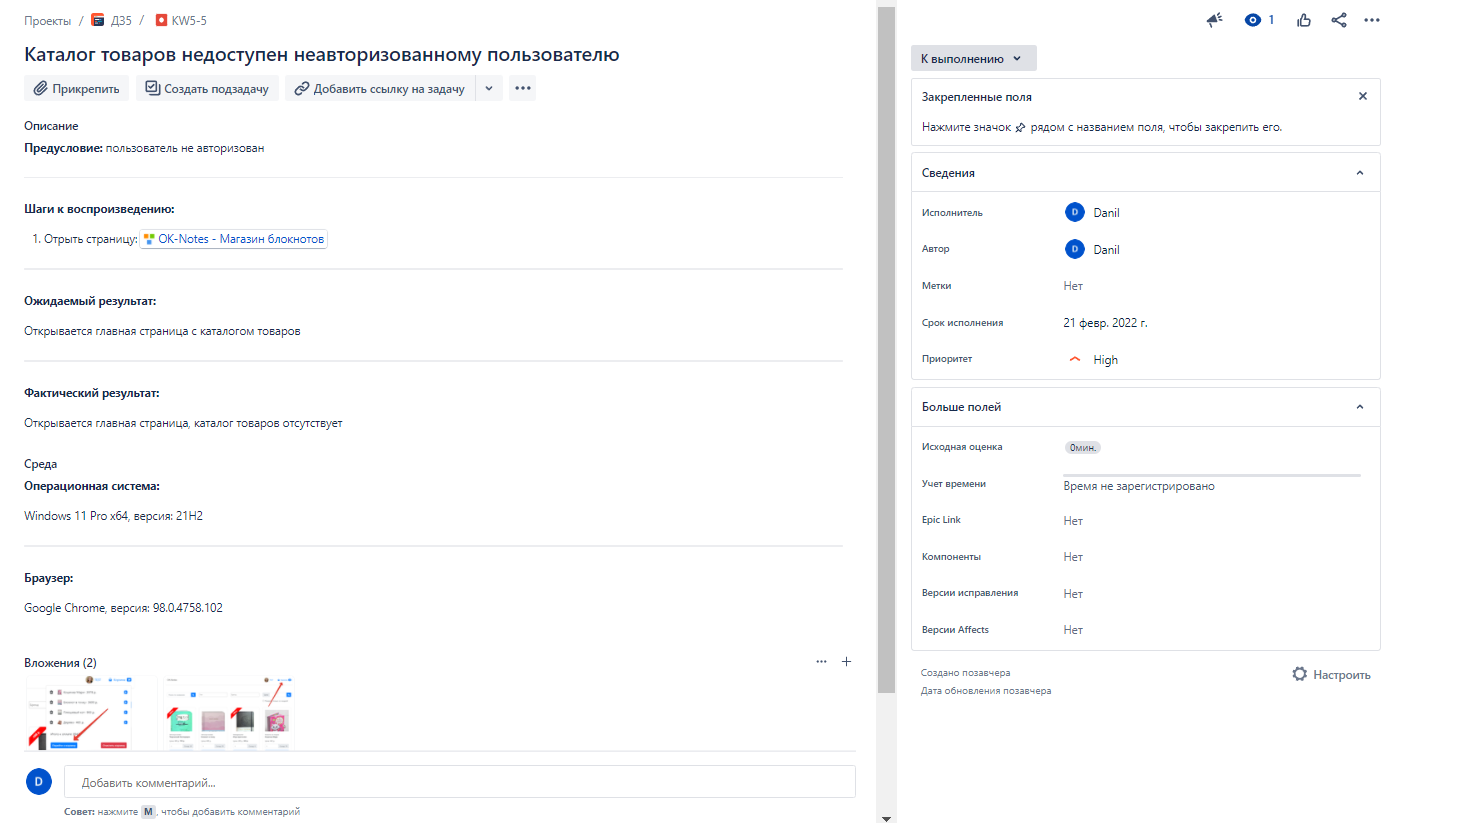 Проекты / Д35 / KW5-5
Каталог товаров недоступен неавторизованному пользователю
Прикрепить
Создать подзадачу
Добавить ссылку на задачу
Описание
Предусловие: пользователь не авторизован
Шаги к воспроизведению:
1. Отрыть страницу: OK-Notes - Магазин блокнотов
Ожидаемый результат:
Открывается главная страница с каталогом товаров
Фактический результат:
Открывается главная страница, каталог товаров отсутствует
Среда
Операционная система:
Windows 11 Pro x64, версия: 21H2
Браузер:
Google Chrome, версия: 98.0.4758.102
Вложения (2)
D
Добавить комментарий...
Совет: нажмите M, чтобы добавить комментарий
1
К выполнению
Закрепленные поля
Нажмите значок рядом с названием поля, чтобы закрепить его.
Сведения
Исполнитель
D Danil
Автор
D Danil
Метки
Нет
Срок исполнения
21 февр. 2022 г.
Приоритет
High
Больше полей
Исходная оценка
0мин.
Учет времени
Время не зарегистрировано
Epic Link
Нет
Компоненты
Нет
Версии исправления
Нет
Версии Affects
Нет
Создано позавчера
Дата обновления позавчера
Настроить